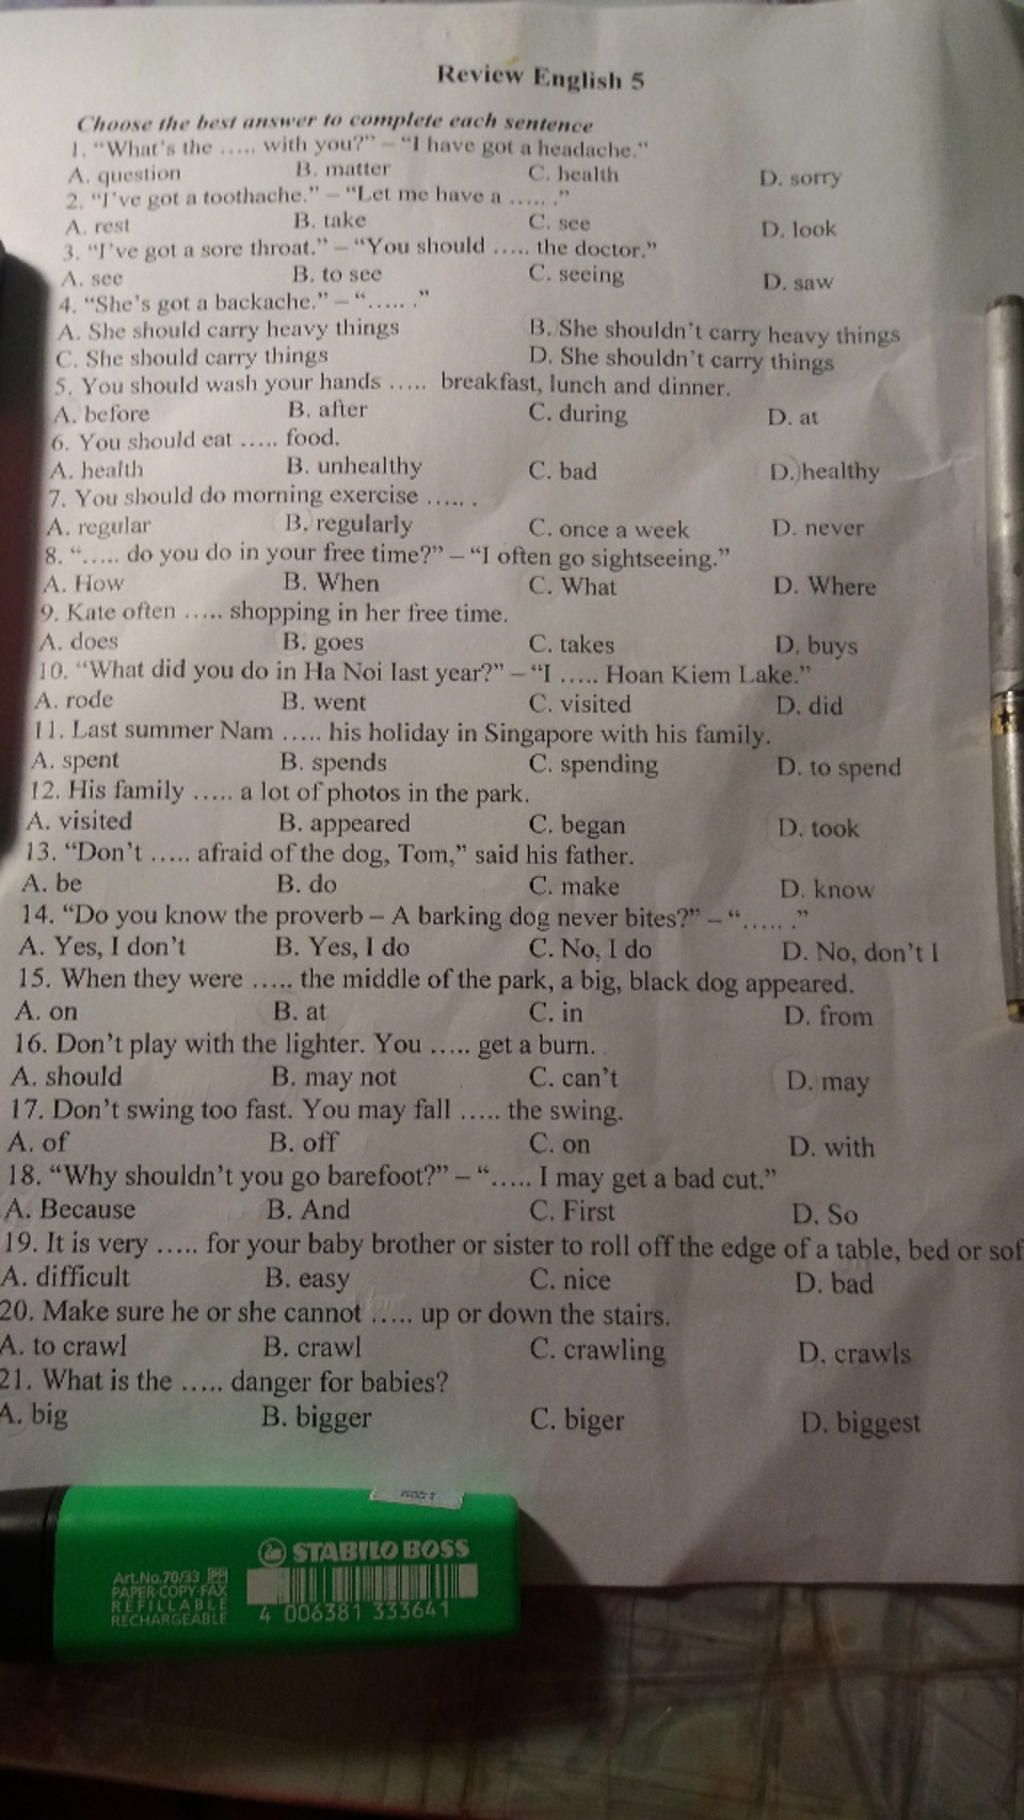 Review English 5
Choose the best answer to complete each sentence
1. “What’s the ..... with you?” – “I have got a headache.”
A. question B. matter C. health D. sorry
2. “I’ve got a toothache.” – “Let me have a ..... .”
A. rest B. take C. see D. look
3. “I’ve got a sore throat.” – “You should ..... the doctor.”
A. see B. to see C. seeing D. saw
4. “She’s got a backache.” – “..... .”
A. She should carry heavy things B. She shouldn’t carry heavy things
C. She should carry things D. She shouldn’t carry things
5. You should wash your hands ..... breakfast, lunch and dinner.
A. before B. after C. during D. at
6. You should eat ..... food.
A. health B. unhealthy C. bad D. healthy
7. You should do morning exercise ..... .
A. regular B. regularly C. once a week D. never
8. “..... do you do in your free time?” – “I often go sightseeing.”
A. How B. When C. What D. Where
9. Kate often ..... shopping in her free time.
A. does B. goes C. takes D. buys
10. “What did you do in Ha Noi last year?” – “I ..... Hoan Kiem Lake.”
A. rode B. went C. visited D. did
11. Last summer Nam ..... his holiday in Singapore with his family.
A. spent B. spends C. spending D. to spend
12. His family ..... a lot of photos in the park.
A. visited B. appeared C. began D. took
13. “Don’t ..... afraid of the dog, Tom,” said his father.
A. be B. do C. make D. know
14. “Do you know the proverb – A barking dog never bites?” – “..... .”
A. Yes, I don’t B. Yes, I do C. No, I do D. No, don’t I
15. When they were ..... the middle of the park, a big, black dog appeared.
A. on B. at C. in D. from
16. Don’t play with the lighter. You ..... get a burn.
A. should B. may not C. can’t D. may
17. Don’t swing too fast. You may fall ..... the swing.
A. of B. off C. on D. with
18. “Why shouldn’t you go barefoot?” – “..... I may get a bad cut.”
A. Because B. And C. First D. So
19. It is very ..... for your baby brother or sister to roll off the edge of a table, bed or sof
A. difficult B. easy C. nice D. bad
20. Make sure he or she cannot ..... up or down the stairs.
A. to crawl B. crawl C. crawling D. crawls
21. What is the ..... danger for babies?
A. big B. bigger C. biger D. biggest
STABILO BOSS
Art.No.70/33 PP
PAPER-COPY-FAX
REFILLABLE
RECHARGEABLE
4 006381 333641